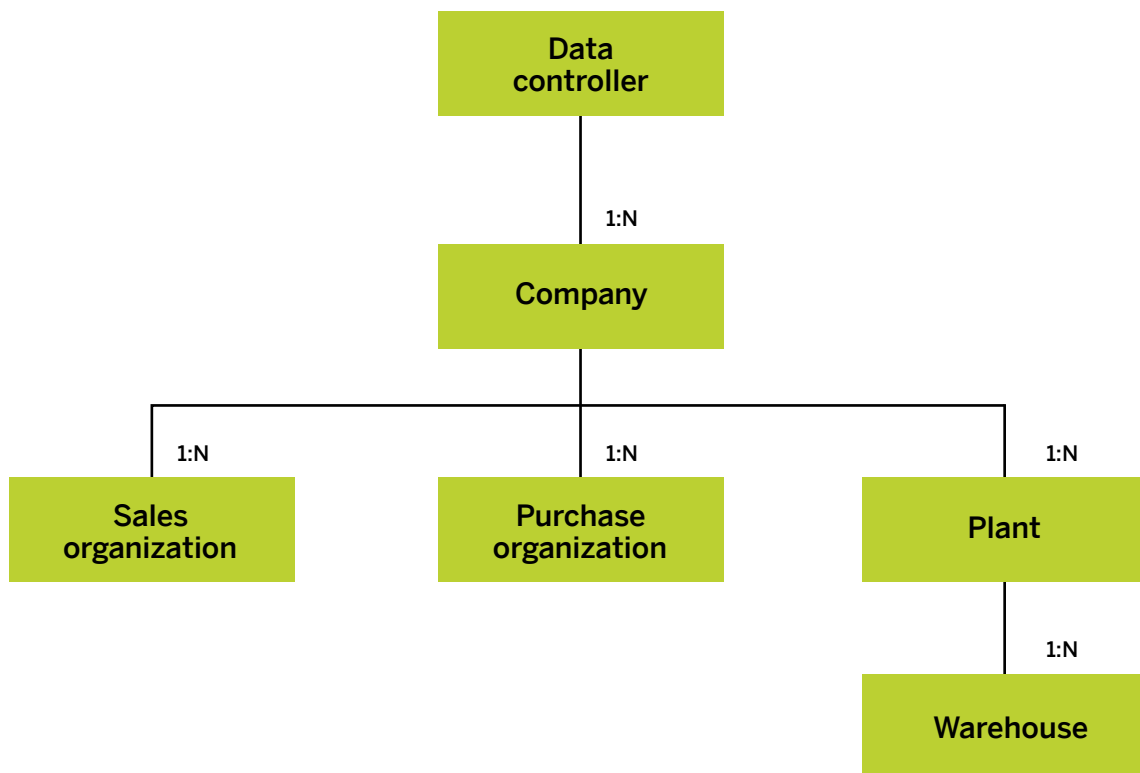 Data
controller
1:N
Company
1:N
1:N
1:N
Sales
organization
Purchase
organization
Plant
1:N
Warehouse